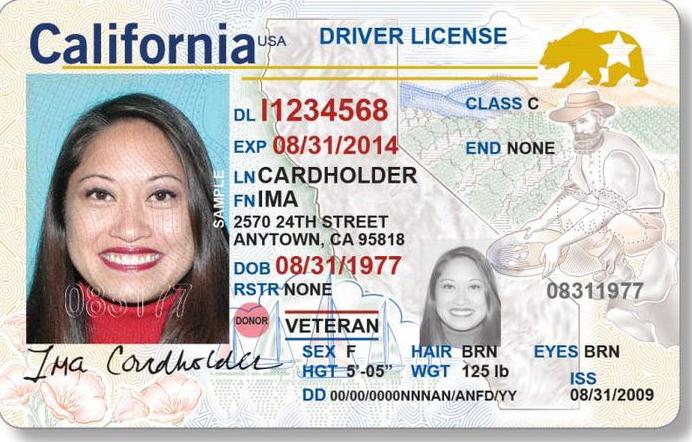 California USA DRIVER LICENSE
DL I1234568 CLASS C
EXP 08/31/2014 END NONE
LN CARDHOLDER
FN IMA
2570 24TH STREET
ANYTOWN, CA 95818
DOB 08/31/1977
RSTR NONE 08311977
SAMPLE
083177
DONOR
VETERAN
Ima Cardholder
SEX F HAIR BRN EYES BRN
HGT 5'-05" WGT 125 lb ISS
DD 00/00/0000NNNAN/ANFD/YY 08/31/2009